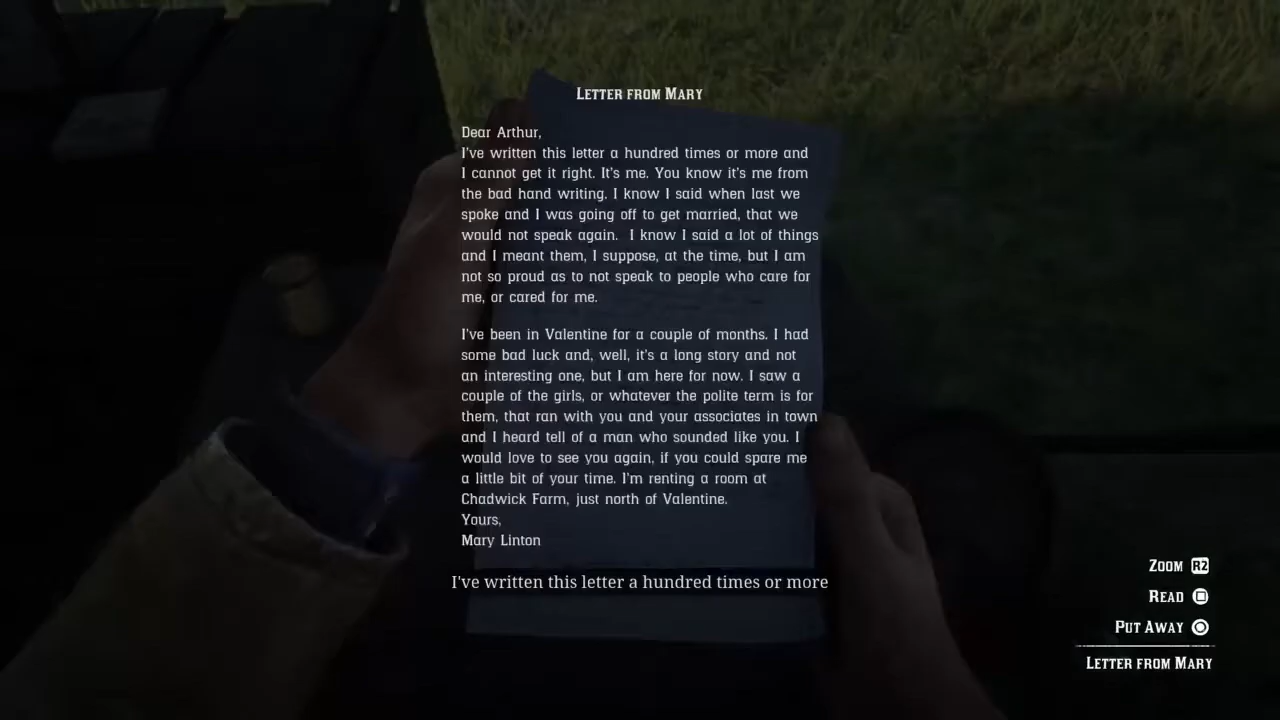 Letter from Mary
Dear Arthur,
I've written this letter a hundred times or more and
I cannot get it right. It's me. You know it's me from
the bad hand writing. I know I said when last we
spoke and I was going off to get married, that we
would not speak again.  I know I said a lot of things
and I meant them, I suppose, at the time, but I am
not so proud as to not speak to people who care for
me, or cared for me.
I've been in Valentine for a couple of months. I had
some bad luck and, well, it's a long story and not
an interesting one, but I am here for now. I saw a
couple of the girls, or whatever the polite term is for
them, that ran with you and your associates in town
and I heard tell of a man who sounded like you. I
would love to see you again, if you could spare me
a little bit of your time. I'm renting a room at
Chadwick Farm, just north of Valentine.
Yours,
Mary Linton
I've written this letter a hundred times or more
Zoom R2
Read
Put Away
Letter from Mary